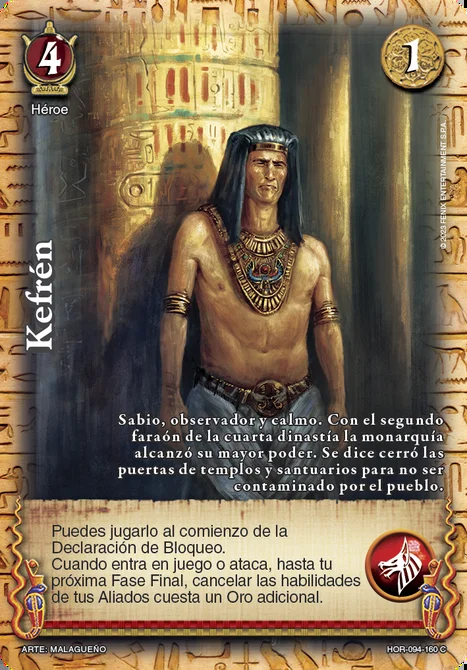 4
1
Héroe
© 2023 FENIX ENTERTAINMENT S.P.A.
Kefrén
Sabio, observador y calmo. Con el segundo
faraón de la cuarta dinastía la monarquía
alcanzó su mayor poder. Se dice cerró las
puertas de templos y santuarios para no ser
contaminado por el pueblo.
Puedes jugarlo al comienzo de la
Declaración de Bloqueo.
Cuando entra en juego o ataca, hasta tu
próxima Fase Final, cancelar las habilidades
de tus Aliados cuesta un Oro adicional.
ARTE: MALAGUEÑO
HOR-094-160 C